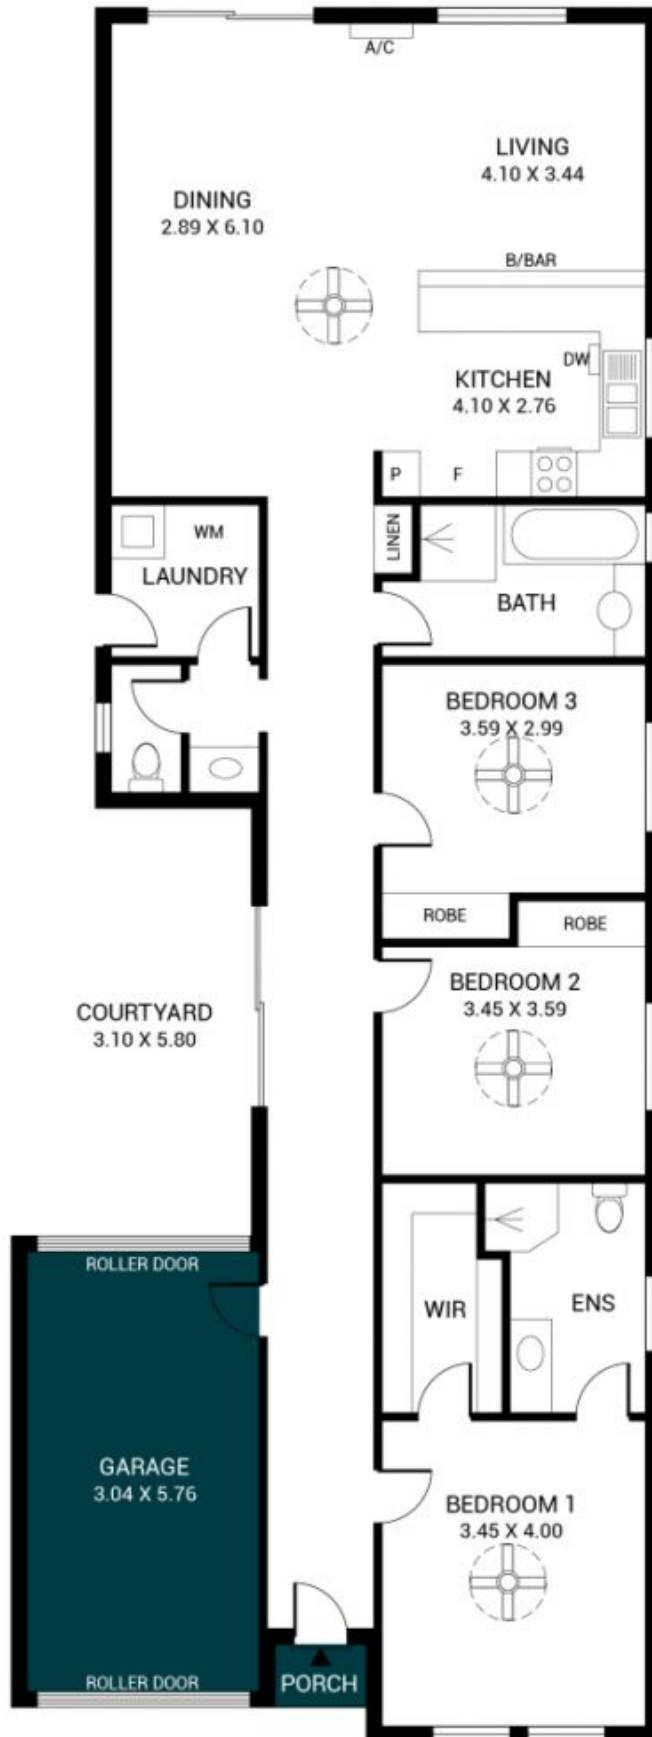 A/C
LIVING
4.10 X 3.44
DINING
2.89 X 6.10
B/BAR
DW
KITCHEN
4.10 X 2.76
P
F
LINEN
WM
LAUNDRY
BATH
BEDROOM 3
3.59 X 2.99
ROBE
ROBE
BEDROOM 2
3.45 X 3.59
COURTYARD
3.10 X 5.80
ROLLER DOOR
WIR
ENS
GARAGE
3.04 X 5.76
BEDROOM 1
3.45 X 4.00
ROLLER DOOR
PORCH